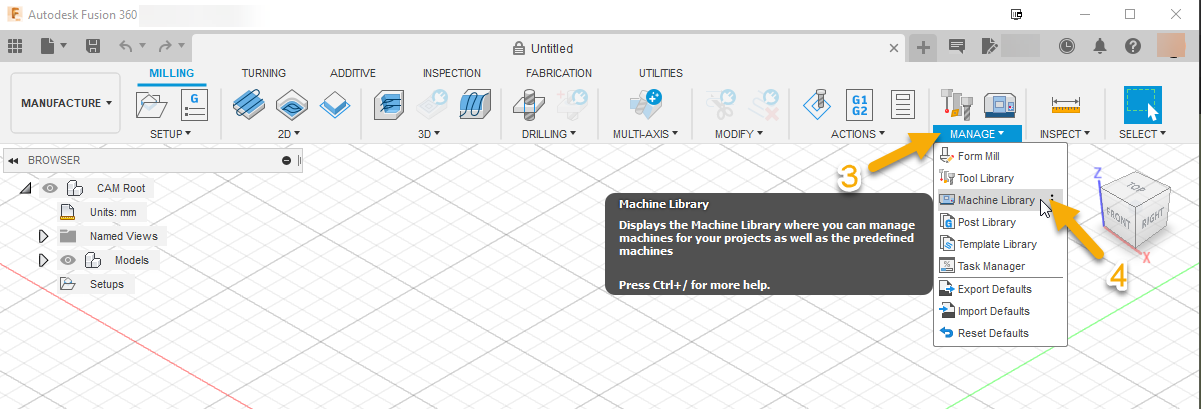 Autodesk Fusion 360
Untitled
MILLING TURNING ADDITIVE INSPECTION FABRICATION UTILITIES
MANUFACTURE
G
G1
G2
SETUP 2D 3D DRILLING MULTI-AXIS MODIFY ACTIONS MANAGE INSPECT SELECT
BROWSER
CAM Root
Units: mm
Named Views
Models
Setups
3
Form Mill
Tool Library
Machine Library
Post Library
Template Library
Task Manager
Export Defaults
Import Defaults
Reset Defaults
Machine Library
Displays the Machine Library where you can manage
machines for your projects as well as the predefined
machines
Press Ctrl+/ for more help.
4
Z
TOP
FRONT
RIGHT
X